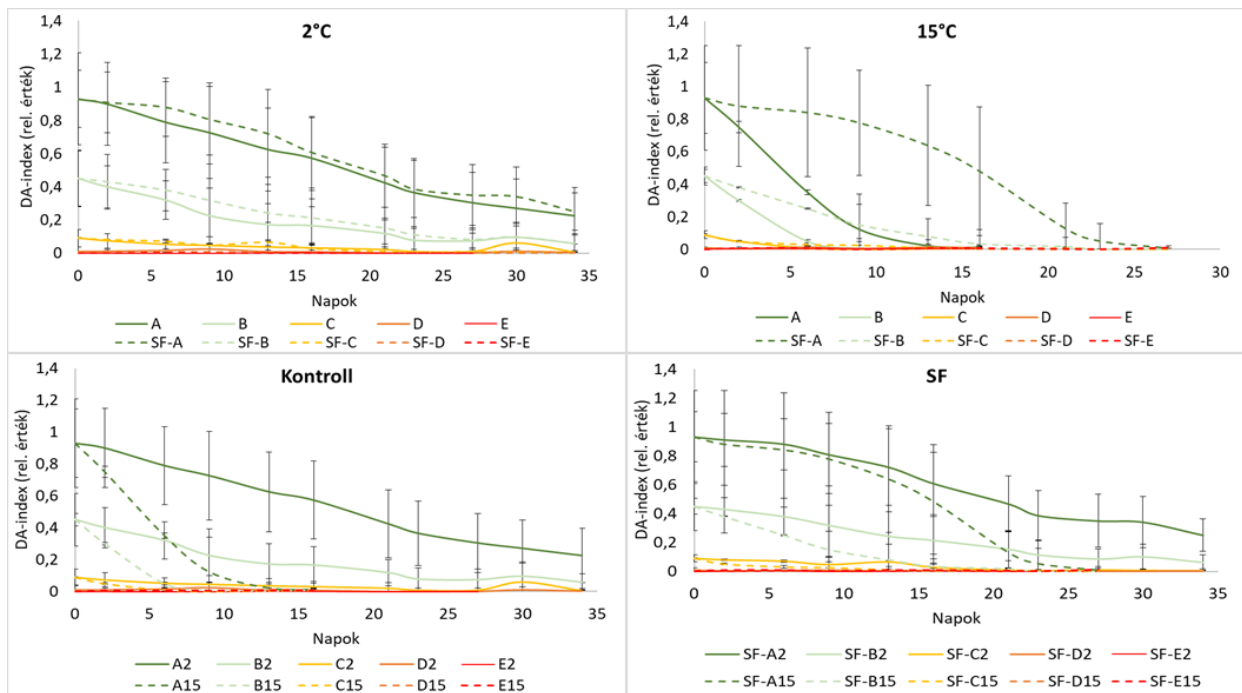 2°C
1,4
1,2
1
0,8
0,6
0,4
0,2
0
DA-index (rel. érték)
0 5 10 15 20 25 30 35
Napok
A B C D E
SF-A SF-B SF-C SF-D SF-E
15°C
1,4
1,2
1
0,8
0,6
0,4
0,2
0
DA-index (rel. érték)
0 5 10 15 20 25 30
Napok
A B C D E
SF-A SF-B SF-C SF-D SF-E
Kontroll
1,4
1,2
1
0,8
0,6
0,4
0,2
0
DA-index (rel. érték)
0 5 10 15 20 25 30 35
Napok
A2 B2 C2 D2 E2
A15 B15 C15 D15 E15
SF
1,4
1,2
1
0,8
0,6
0,4
0,2
0
DA-index (rel. érték)
0 5 10 15 20 25 30 35
Napok
SF-A2 SF-B2 SF-C2 SF-D2 SF-E2
SF-A15 SF-B15 SF-C15 SF-D15 SF-E15